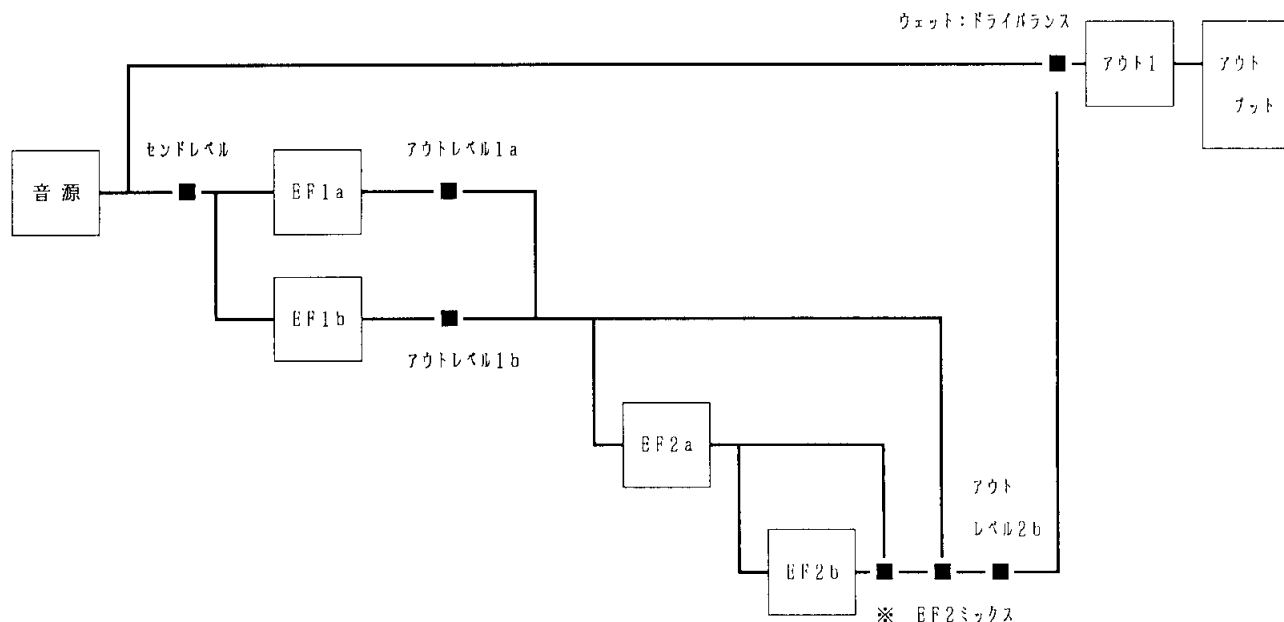 ウェット:ドライバランス
アウト1
アウト
プット
センドレベル
アウトレベル1a
音源
EF1a
EF1b
アウトレベル1b
EF2a
アウト
レベル2b
EF2b
※ EF2ミックス